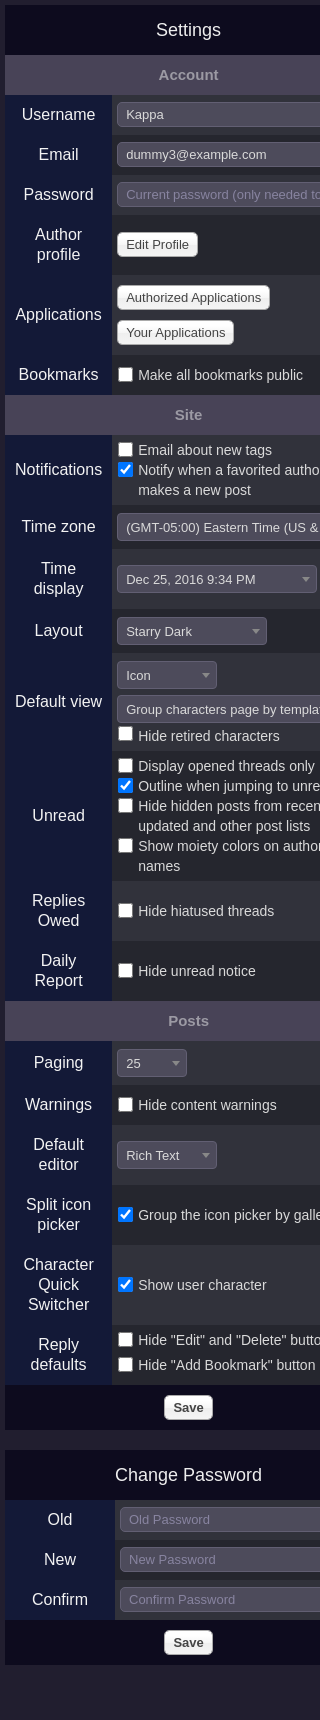 Settings
Account
Username
Kappa
Email
dummy3@example.com
Password
Current password (only needed to
Author
profile
Edit Profile
Applications
Authorized Applications
Your Applications
Bookmarks
Make all bookmarks public
Site
Notifications
Email about new tags
Notify when a favorited autho
makes a new post
Time zone
(GMT-05:00) Eastern Time (US &
Time
display
Dec 25, 2016 9:34 PM
Layout
Starry Dark
Default view
Icon
Group characters page by templat
Hide retired characters
Unread
Display opened threads only
Outline when jumping to unre
Hide hidden posts from recen
updated and other post lists
Show moiety colors on author
names
Replies
Owed
Hide hiatused threads
Daily
Report
Hide unread notice
Posts
Paging
25
Warnings
Hide content warnings
Default
editor
Rich Text
Split icon
picker
Group the icon picker by galle
Character
Quick
Switcher
Show user character
Reply
defaults
Hide "Edit" and "Delete" butto
Hide "Add Bookmark" button
Save
Change Password
Old
Old Password
New
New Password
Confirm
Confirm Password
Save